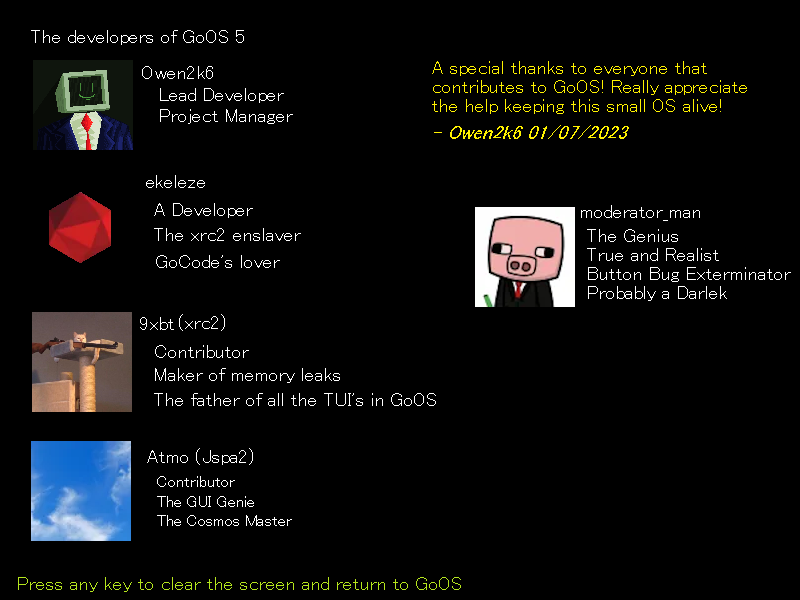 The developers of GoOS 5
Owen2k6
Lead Developer
Project Manager
A special thanks to everyone that
contributes to GoOS! Really appreciate
the help keeping this small OS alive!
- Owen2k6 01/07/2023
ekeleze
A Developer
The xrc2 enslaver
GoCode's lover
moderator_man
The Genius
True and Realist
Button Bug Exterminator
Probably a Darlek
9xbt (xrc2)
Contributor
Maker of memory leaks
The father of all the TUI's in GoOS
Atmo (Jspa2)
Contributor
The GUI Genie
The Cosmos Master
Press any key to clear the screen and return to GoOS